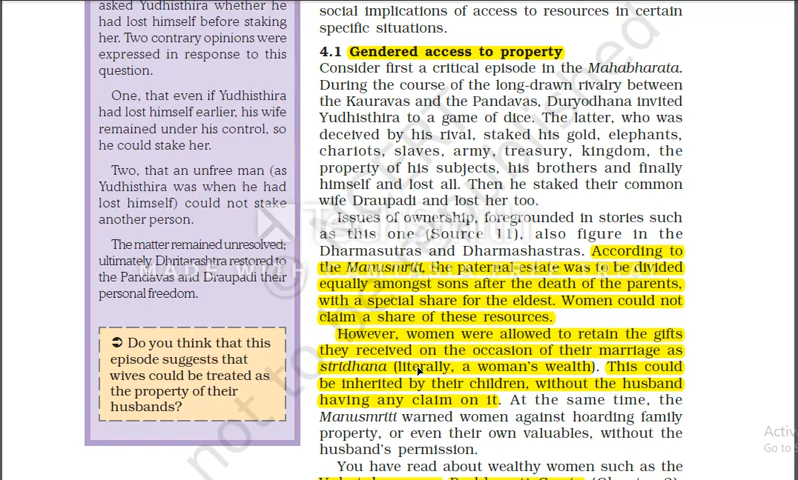 asked Yudhisthira whether he
had lost himself before staking
her. Two contrary opinions were
expressed in response to this
question.
One, that even if Yudhisthira
had lost himself earlier, his wife
remained under his control, so
he could stake her.
Two, that an unfree man (as
Yudhisthira was when he had
lost himself) could not stake
another person.
The matter remained unresolved;
ultimately, Dhritarashtra restored to
the Pandavas and Draupadi their
personal freedom.
➲ Do you think that this
episode suggests that
wives could be treated as
the property of their
husbands?
social implications of access to resources in certain
specific situations.
4.1 Gendered access to property
Consider first a critical episode in the Mahabharata.
During the course of the long-drawn rivalry between
the Kauravas and the Pandavas, Duryodhana invited
Yudhisthira to a game of dice. The latter, who was
deceived by his rival, staked his gold, elephants,
chariots, slaves, army, treasury, kingdom, the
property of his subjects, his brothers and finally
himself and lost all. Then he staked their common
wife Draupadi and lost her too.
Issues of ownership, foregrounded in stories such
as this one (Source 11), also figure in the
Dharmasutras and Dharmashastras. According to
the Manusmriti, the paternal estate was to be divided
equally amongst sons after the death of the parents,
with a special share for the eldest. Women could not
claim a share of these resources.
However, women were allowed to retain the gifts
they received on the occasion of their marriage as
stridhana (literally, a woman's wealth). This could
be inherited by their children, without the husband
having any claim on it. At the same time, the
Manusmriti warned women against hoarding family
property, or even their own valuables, without the
husband's permission.
You have read about wealthy women such as the
© NCERT
not to be republished
MADE WITH
Go to